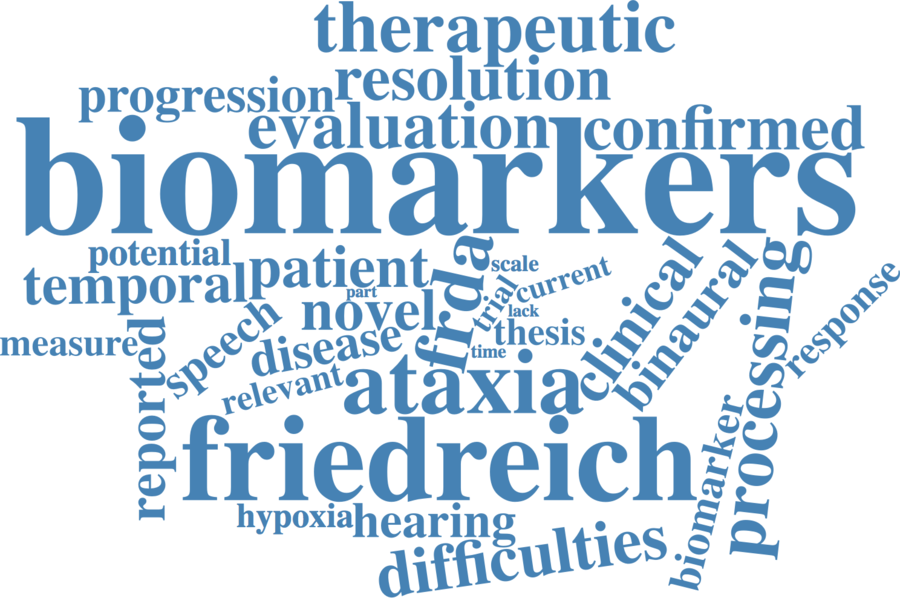 therapeutic
resolution
progression
evaluation
confirmed
biomarkers
potential
patient
temporal
frda
scale
current
part
novel
trial
lack
thesis
time
clinical
binaural
processing
response
measure
reported
speech
disease
relevant
ataxia
friedreich
biomarker
hypoxia
hearing
difficulties